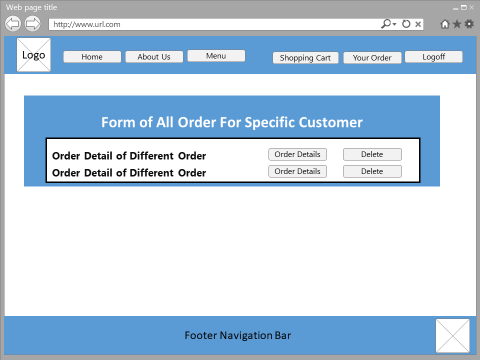 Web page title
http://www.url.com
Logo
Home
About Us
Menu
Shopping Cart
Your Order
Logoff
Form of All Order For Specific Customer
Order Detail of Different Order
Order Details
Delete
Order Detail of Different Order
Order Details
Delete
Footer Navigation Bar